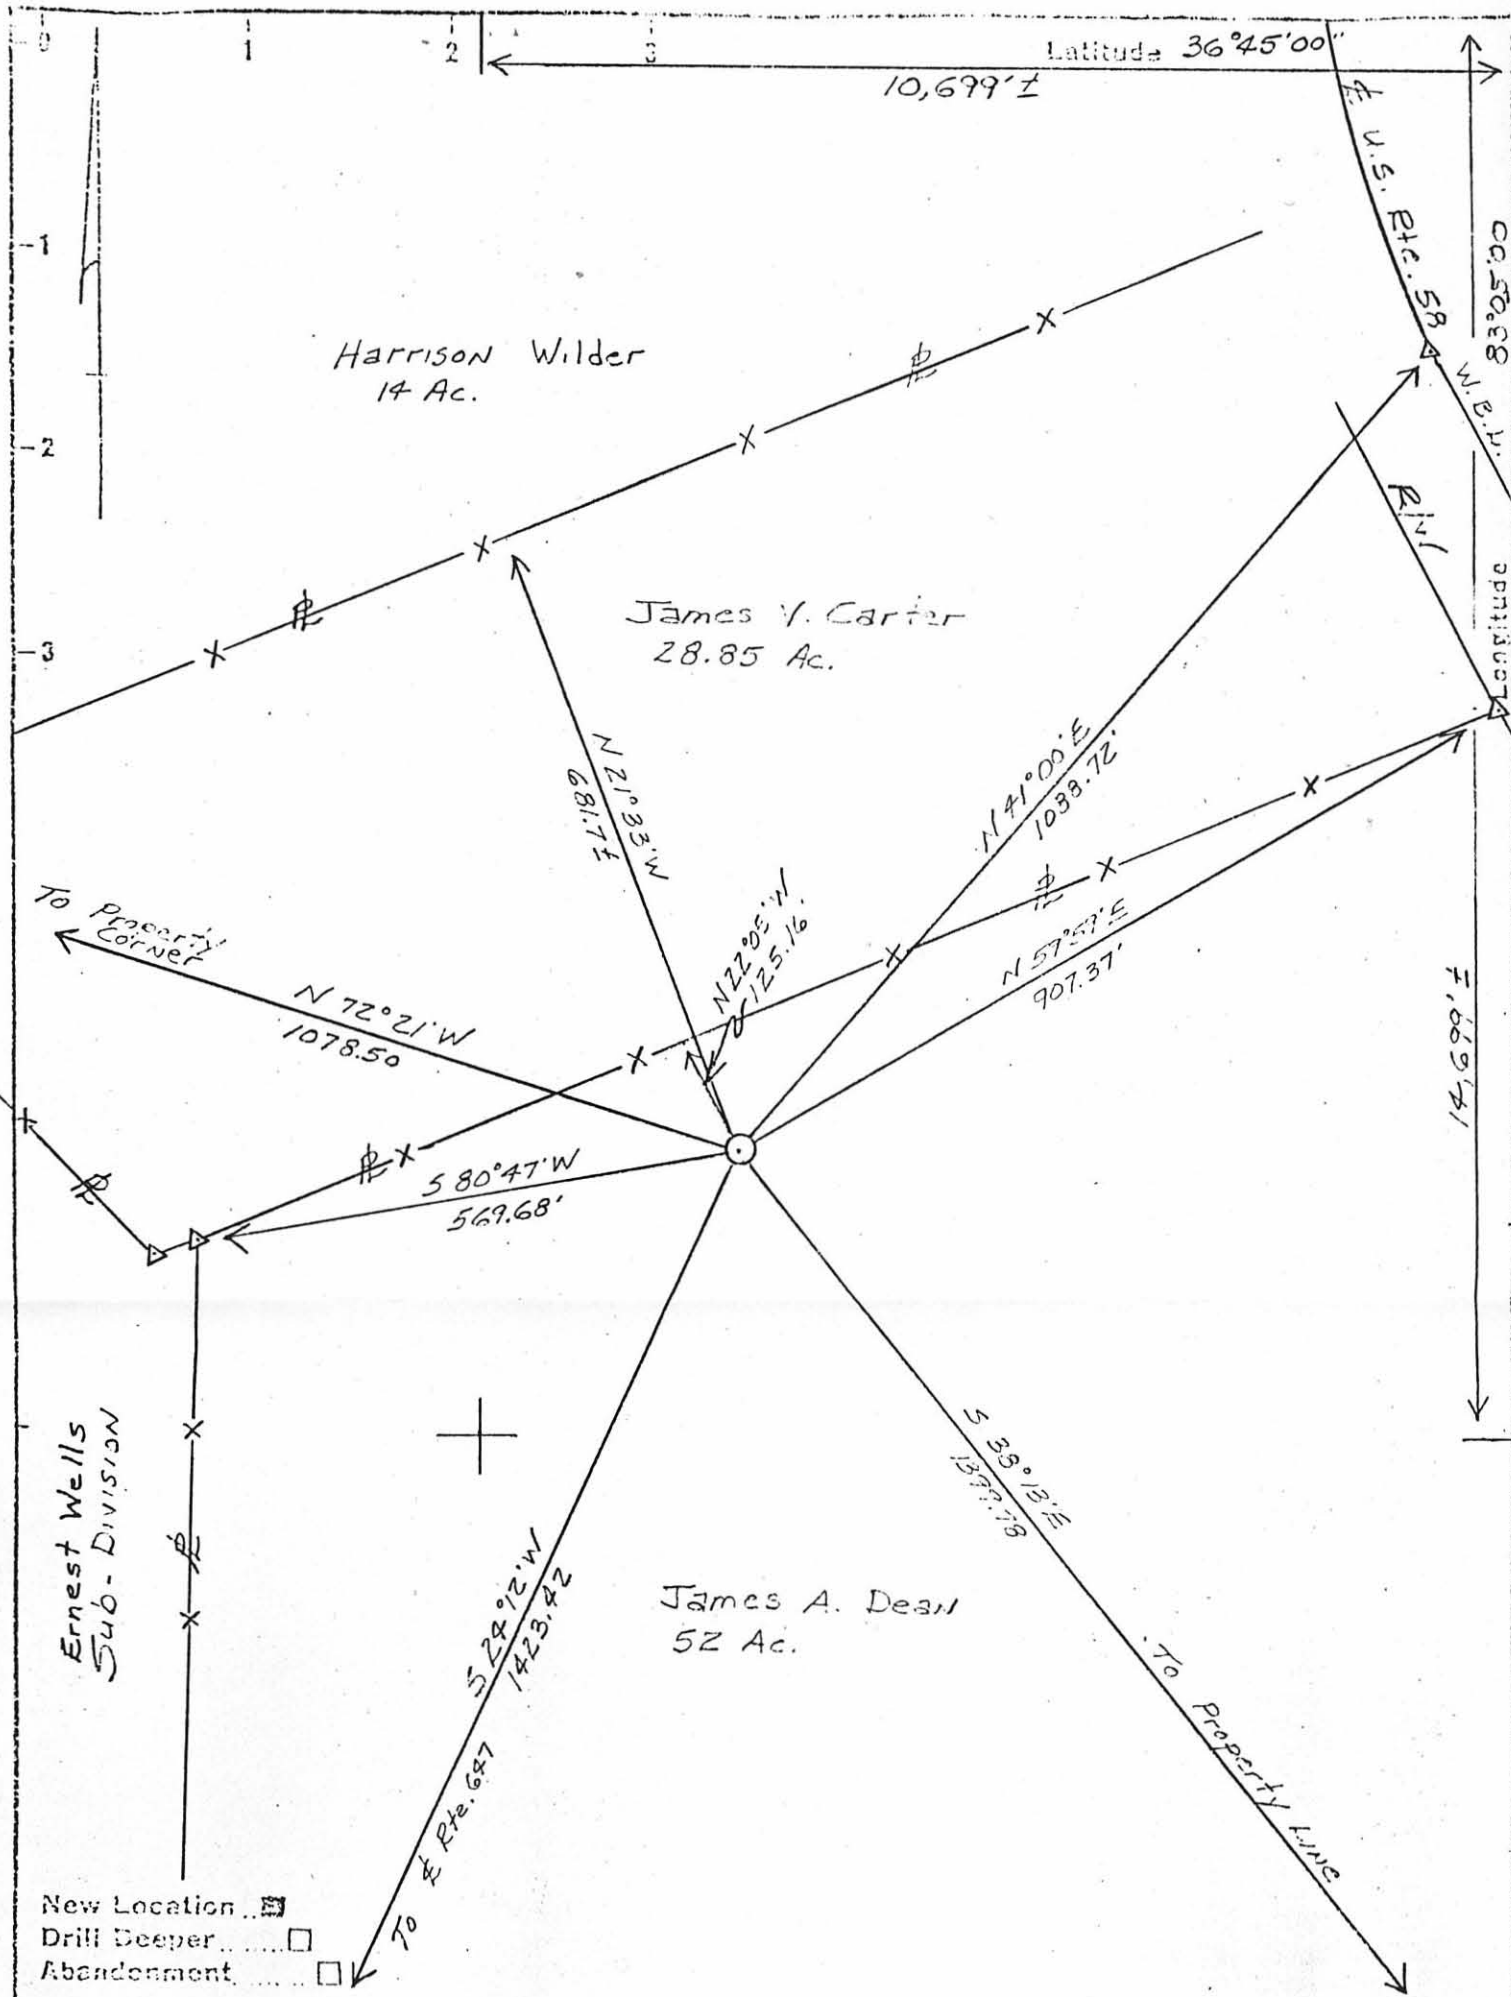 0 1 2 3
Latitude 36°45'00"
10,699'±
℄ U.S. Rte. 58
W.B.L.
83°05'00
Longitude
14,699'±
-1
-2
-3
Harrison Wilder
14 Ac.
℄
℄
R/W
James V. Carter
28.85 Ac.
N 21°33'W
681.7±
N 41°00'E
1038.72'
N22°05'W
125.16'
℄
N 57°57'E
907.37'
To Property
Corner
N 72°21'W
1078.50
℄
℄
S 80°47'W
569.68'
Ernest Wells
Sub-Division
℄
S 38°13'E
1399.78
To Property Line
S 24°12'W
1423.42
To ℄ Rte. 647
James A. Dean
52 Ac.
New Location
Drill Deeper
Abandonment